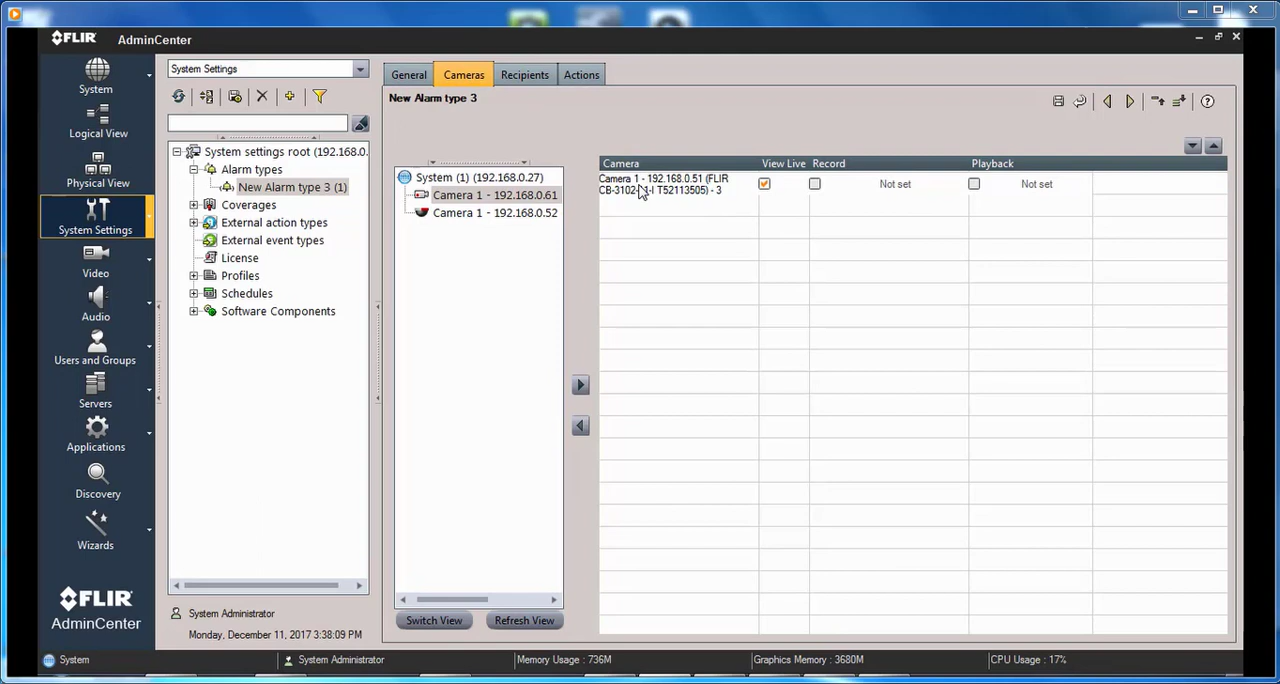 FLIR AdminCenter
System
Logical View
Physical View
System Settings
Video
Audio
Users and Groups
Servers
Applications
Discovery
Wizards
FLIR
AdminCenter
System Settings
System settings root (192.168.0.
Alarm types
New Alarm type 3 (1)
Coverages
External action types
External event types
License
Profiles
Schedules
Software Components
System Administrator
Monday, December 11, 2017 3:38:09 PM
General Cameras Recipients Actions
New Alarm type 3
System (1) (192.168.0.27)
Camera 1 - 192.168.0.61
Camera 1 - 192.168.0.52
Switch View Refresh View
Camera View Live Record Playback
Camera 1 - 192.168.0.51 (FLIR
T52113505) - 3
Not set Not set
System System Administrator Memory Usage : 736M Graphics Memory : 3680M CPU Usage : 17%